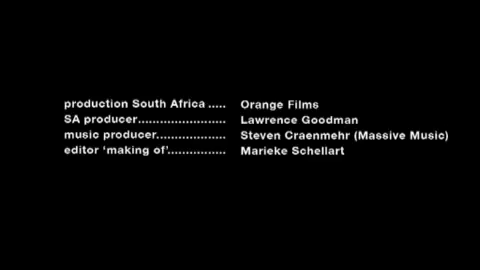 production South Africa ..... Orange Films
SA producer........................ Lawrence Goodman
music producer................... Steven Craenmehr (Massive Music)
editor ‘making of’................ Marieke Schellart